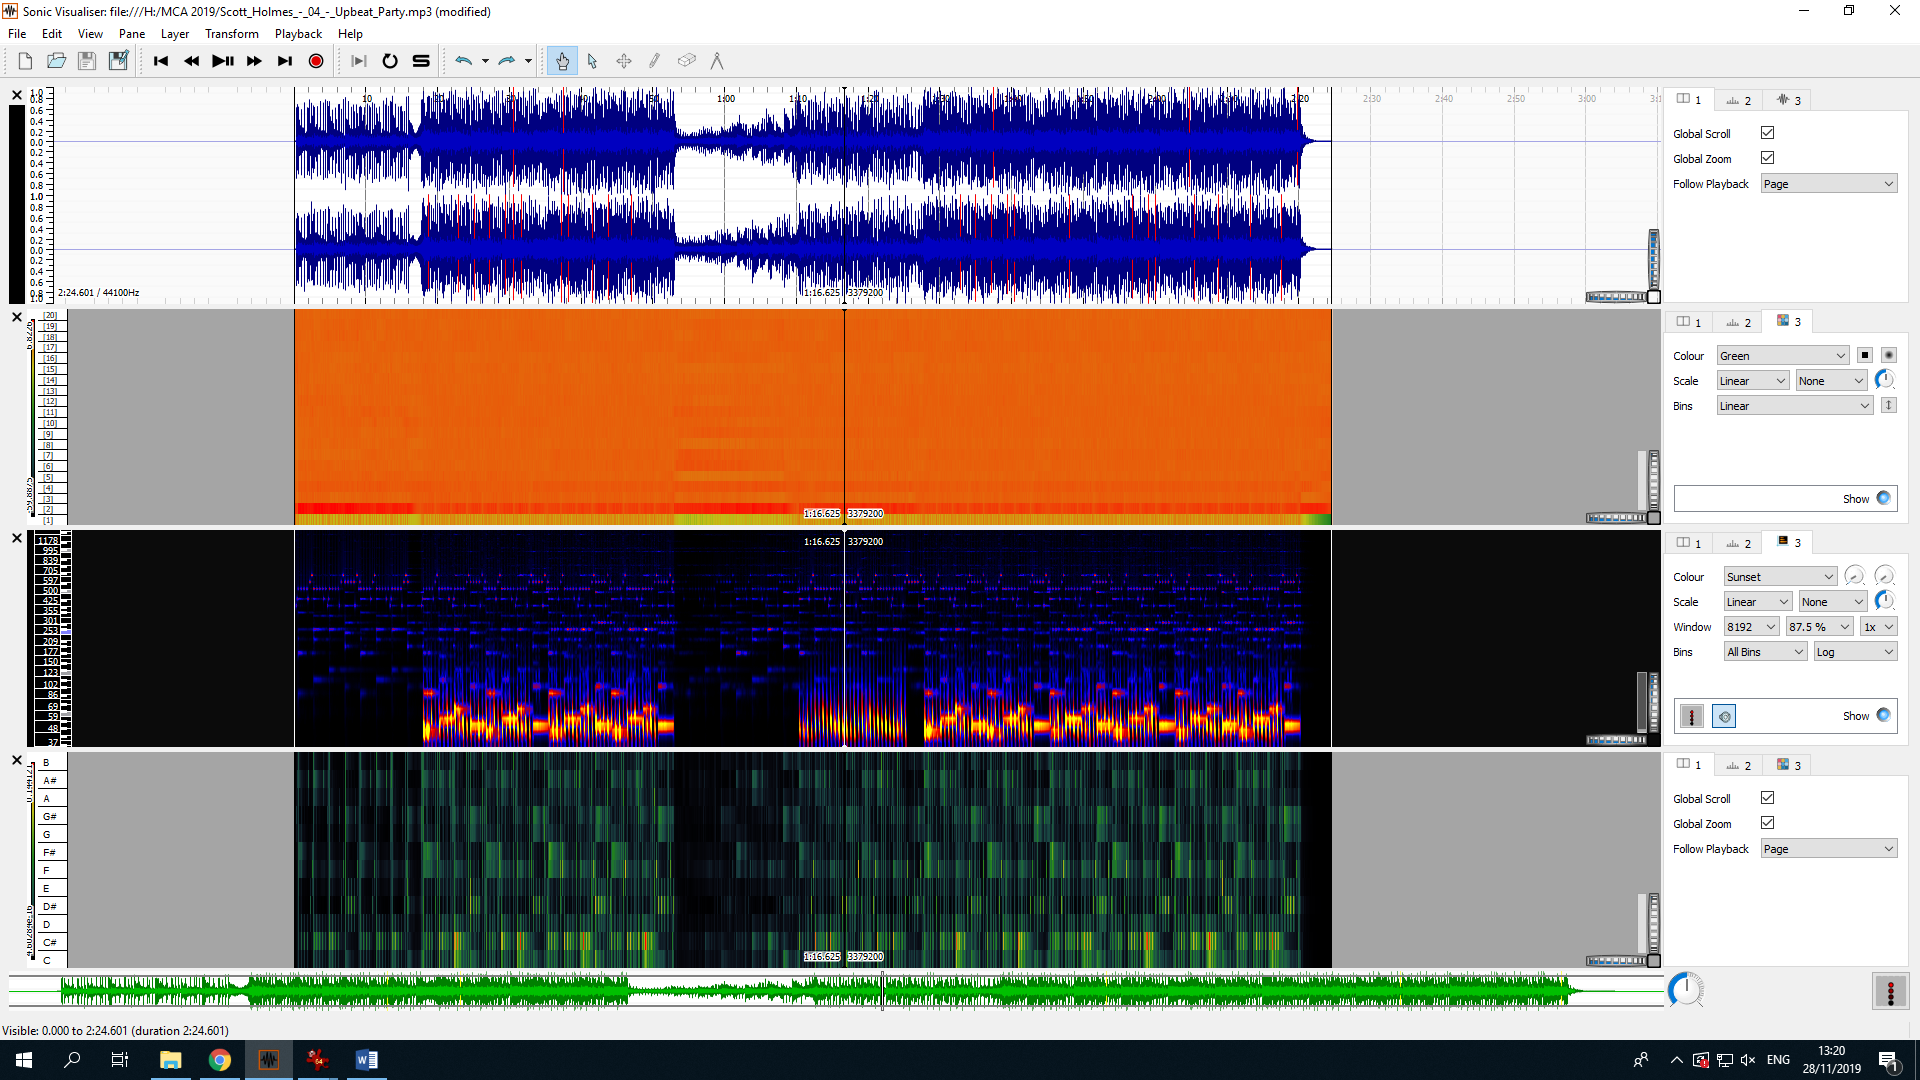 Sonic Visualiser: file:///H:/MCA 2019/Scott_Holmes_-_04_-_Upbeat_Party.mp3 (modified)
File Edit View Pane Layer Transform Playback Help
1.0
0.8
0.6
0.4
0.2
0.0
0.2
0.4
0.6
0.8
1.0
0.8
0.6
0.4
0.2
0.0
0.2
0.4
0.6
0.8
1.0
10 1:00 1:10 2:30 2:40 2:50 3:00
2:24.601 / 44100Hz
1:16.625 3379200
1 2 3
Global Scroll
Global Zoom
Follow Playback Page
[20]
[19]
[18]
[17]
[16]
[15]
[14]
[13]
[12]
[11]
[10]
[9]
[8]
[7]
[6]
[5]
[4]
[3]
[2]
[1]
1:16.625 3379200
1 2 3
Colour Green
Scale Linear None
Bins Linear
Show
1178
995
839
705
597
500
425
355
301
253
209
177
150
123
102
86
69
59
48
37
1:16.625 3379200
1 2 3
Colour Sunset
Scale Linear None
Window 8192 87.5 % 1x
Bins All Bins Log
Show
B
A#
A
G#
G
F#
F
E
D#
D
C#
C
1:16.625 3379200
1 2 3
Global Scroll
Global Zoom
Follow Playback Page
Visible: 0.000 to 2:24.601 (duration 2:24.601)
ENG
13:20
28/11/2019
1